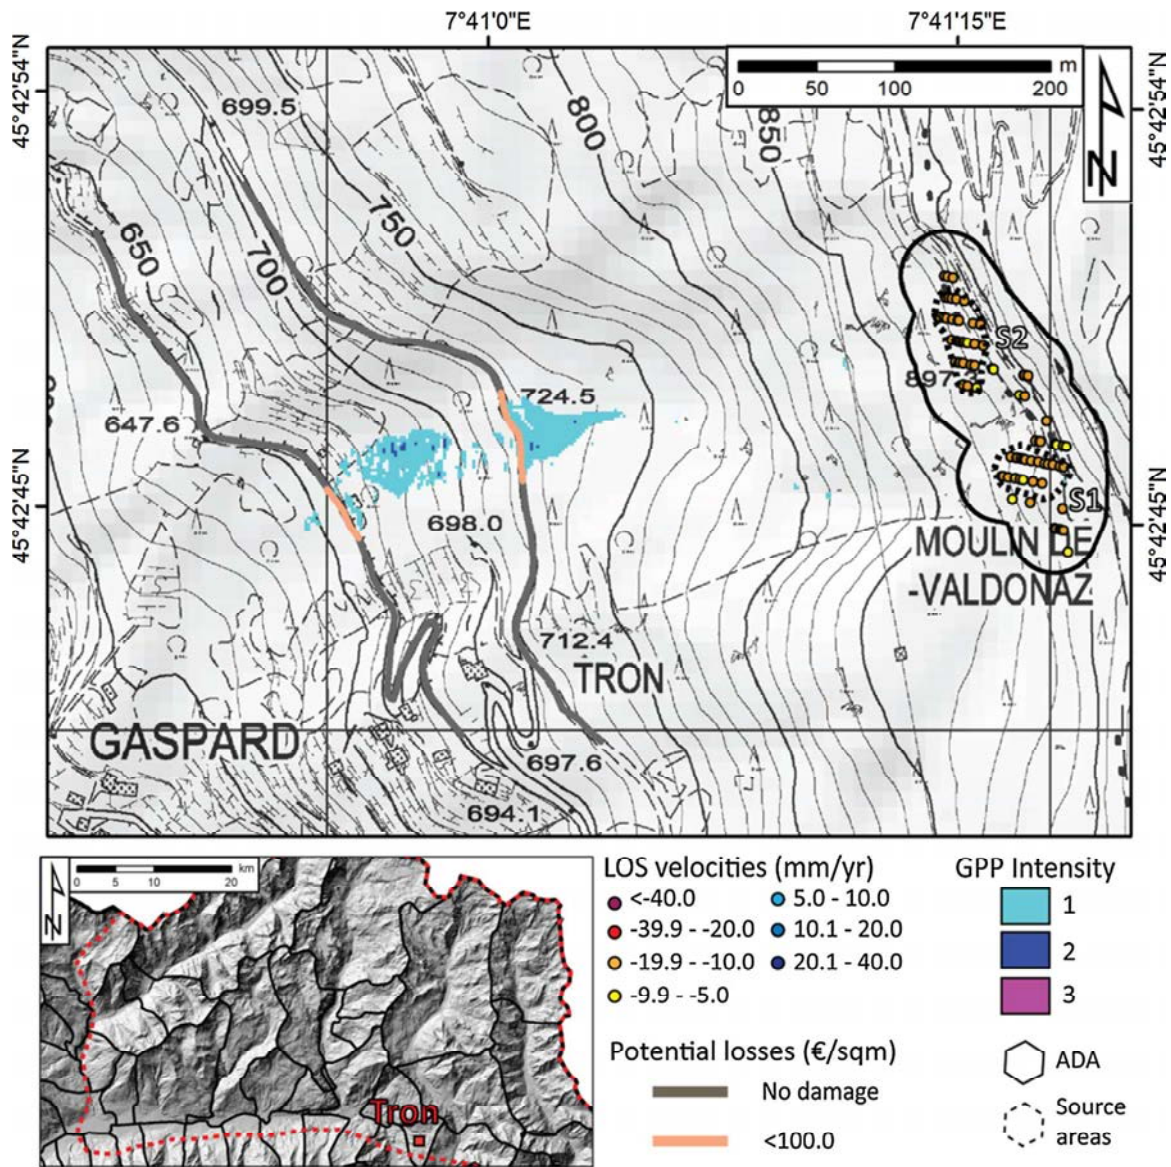 7°41'0"E
7°41'15"E
45°42'54"N
45°42'54"N
m
0 50 100 200
N
699.5
800
850
750
650
700
S2
897.
724.5
647.6
45°42'45"N
45°42'45"N
698.0
S1
MOULIN DE
-VALDONAZ
712.4
TRON
GASPARD
697.6
694.1
km
0 5 10 20
N
Tron
LOS velocities (mm/yr)
<-40.0
-39.9 - -20.0
-19.9 - -10.0
-9.9 - -5.0
5.0 - 10.0
10.1 - 20.0
20.1 - 40.0
Potential losses (€/sqm)
No damage
<100.0
GPP Intensity
1
2
3
ADA
Source
areas